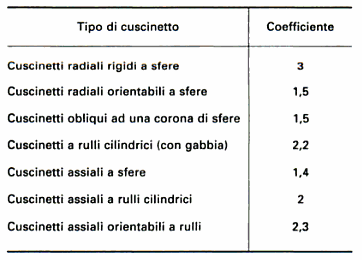 Tipo di cuscinetto Coefficiente
Cuscinetti radiali rigidi a sfere 3
Cuscinetti radiali orientabili a sfere 1,5
Cuscinetti obliqui ad una corona di sfere 1,5
Cuscinetti a rulli cilindrici (con gabbia) 2,2
Cuscinetti assiali a sfere 1,4
Cuscinetti assiali a rulli cilindrici 2
Cuscinetti assiali orientabili a rulli 2,3